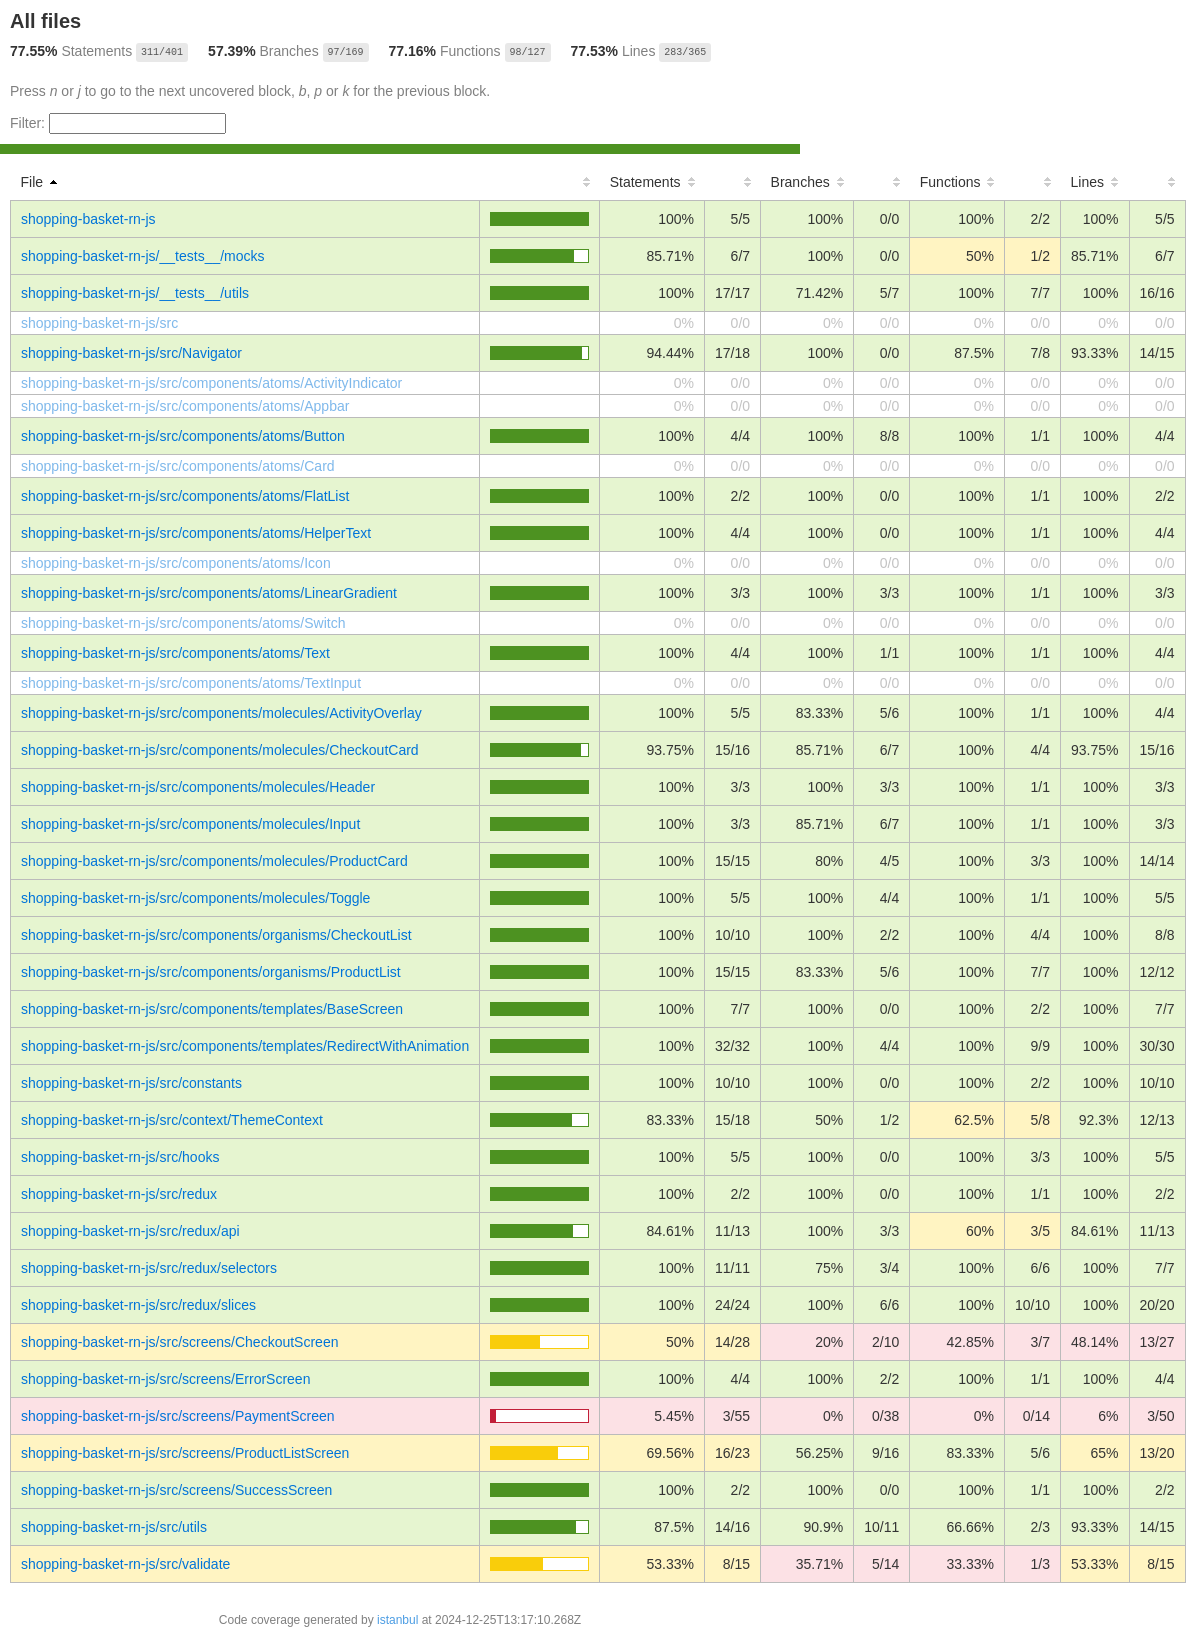 All files
77.55% Statements 311/401 57.39% Branches 97/169 77.16% Functions 98/127 77.53% Lines 283/365
Press n or j to go to the next uncovered block, b, p or k for the previous block.
Filter:
File Statements Branches Functions Lines
shopping-basket-rn-js 100% 5/5 100% 0/0 100% 2/2 100% 5/5
shopping-basket-rn-js/__tests__/mocks 85.71% 6/7 100% 0/0 50% 1/2 85.71% 6/7
shopping-basket-rn-js/__tests__/utils 100% 17/17 71.42% 5/7 100% 7/7 100% 16/16
shopping-basket-rn-js/src 0% 0/0 0% 0/0 0% 0/0 0% 0/0
shopping-basket-rn-js/src/Navigator 94.44% 17/18 100% 0/0 87.5% 7/8 93.33% 14/15
shopping-basket-rn-js/src/components/atoms/ActivityIndicator 0% 0/0 0% 0/0 0% 0/0 0% 0/0
shopping-basket-rn-js/src/components/atoms/Appbar 0% 0/0 0% 0/0 0% 0/0 0% 0/0
shopping-basket-rn-js/src/components/atoms/Button 100% 4/4 100% 8/8 100% 1/1 100% 4/4
shopping-basket-rn-js/src/components/atoms/Card 0% 0/0 0% 0/0 0% 0/0 0% 0/0
shopping-basket-rn-js/src/components/atoms/FlatList 100% 2/2 100% 0/0 100% 1/1 100% 2/2
shopping-basket-rn-js/src/components/atoms/HelperText 100% 4/4 100% 0/0 100% 1/1 100% 4/4
shopping-basket-rn-js/src/components/atoms/Icon 0% 0/0 0% 0/0 0% 0/0 0% 0/0
shopping-basket-rn-js/src/components/atoms/LinearGradient 100% 3/3 100% 3/3 100% 1/1 100% 3/3
shopping-basket-rn-js/src/components/atoms/Switch 0% 0/0 0% 0/0 0% 0/0 0% 0/0
shopping-basket-rn-js/src/components/atoms/Text 100% 4/4 100% 1/1 100% 1/1 100% 4/4
shopping-basket-rn-js/src/components/atoms/TextInput 0% 0/0 0% 0/0 0% 0/0 0% 0/0
shopping-basket-rn-js/src/components/molecules/ActivityOverlay 100% 5/5 83.33% 5/6 100% 1/1 100% 4/4
shopping-basket-rn-js/src/components/molecules/CheckoutCard 93.75% 15/16 85.71% 6/7 100% 4/4 93.75% 15/16
shopping-basket-rn-js/src/components/molecules/Header 100% 3/3 100% 3/3 100% 1/1 100% 3/3
shopping-basket-rn-js/src/components/molecules/Input 100% 3/3 85.71% 6/7 100% 1/1 100% 3/3
shopping-basket-rn-js/src/components/molecules/ProductCard 100% 15/15 80% 4/5 100% 3/3 100% 14/14
shopping-basket-rn-js/src/components/molecules/Toggle 100% 5/5 100% 4/4 100% 1/1 100% 5/5
shopping-basket-rn-js/src/components/organisms/CheckoutList 100% 10/10 100% 2/2 100% 4/4 100% 8/8
shopping-basket-rn-js/src/components/organisms/ProductList 100% 15/15 83.33% 5/6 100% 7/7 100% 12/12
shopping-basket-rn-js/src/components/templates/BaseScreen 100% 7/7 100% 0/0 100% 2/2 100% 7/7
shopping-basket-rn-js/src/components/templates/RedirectWithAnimation 100% 32/32 100% 4/4 100% 9/9 100% 30/30
shopping-basket-rn-js/src/constants 100% 10/10 100% 0/0 100% 2/2 100% 10/10
shopping-basket-rn-js/src/context/ThemeContext 83.33% 15/18 50% 1/2 62.5% 5/8 92.3% 12/13
shopping-basket-rn-js/src/hooks 100% 5/5 100% 0/0 100% 3/3 100% 5/5
shopping-basket-rn-js/src/redux 100% 2/2 100% 0/0 100% 1/1 100% 2/2
shopping-basket-rn-js/src/redux/api 84.61% 11/13 100% 3/3 60% 3/5 84.61% 11/13
shopping-basket-rn-js/src/redux/selectors 100% 11/11 75% 3/4 100% 6/6 100% 7/7
shopping-basket-rn-js/src/redux/slices 100% 24/24 100% 6/6 100% 10/10 100% 20/20
shopping-basket-rn-js/src/screens/CheckoutScreen 50% 14/28 20% 2/10 42.85% 3/7 48.14% 13/27
shopping-basket-rn-js/src/screens/ErrorScreen 100% 4/4 100% 2/2 100% 1/1 100% 4/4
shopping-basket-rn-js/src/screens/PaymentScreen 5.45% 3/55 0% 0/38 0% 0/14 6% 3/50
shopping-basket-rn-js/src/screens/ProductListScreen 69.56% 16/23 56.25% 9/16 83.33% 5/6 65% 13/20
shopping-basket-rn-js/src/screens/SuccessScreen 100% 2/2 100% 0/0 100% 1/1 100% 2/2
shopping-basket-rn-js/src/utils 87.5% 14/16 90.9% 10/11 66.66% 2/3 93.33% 14/15
shopping-basket-rn-js/src/validate 53.33% 8/15 35.71% 5/14 33.33% 1/3 53.33% 8/15
Code coverage generated by istanbul at 2024-12-25T13:17:10.268Z